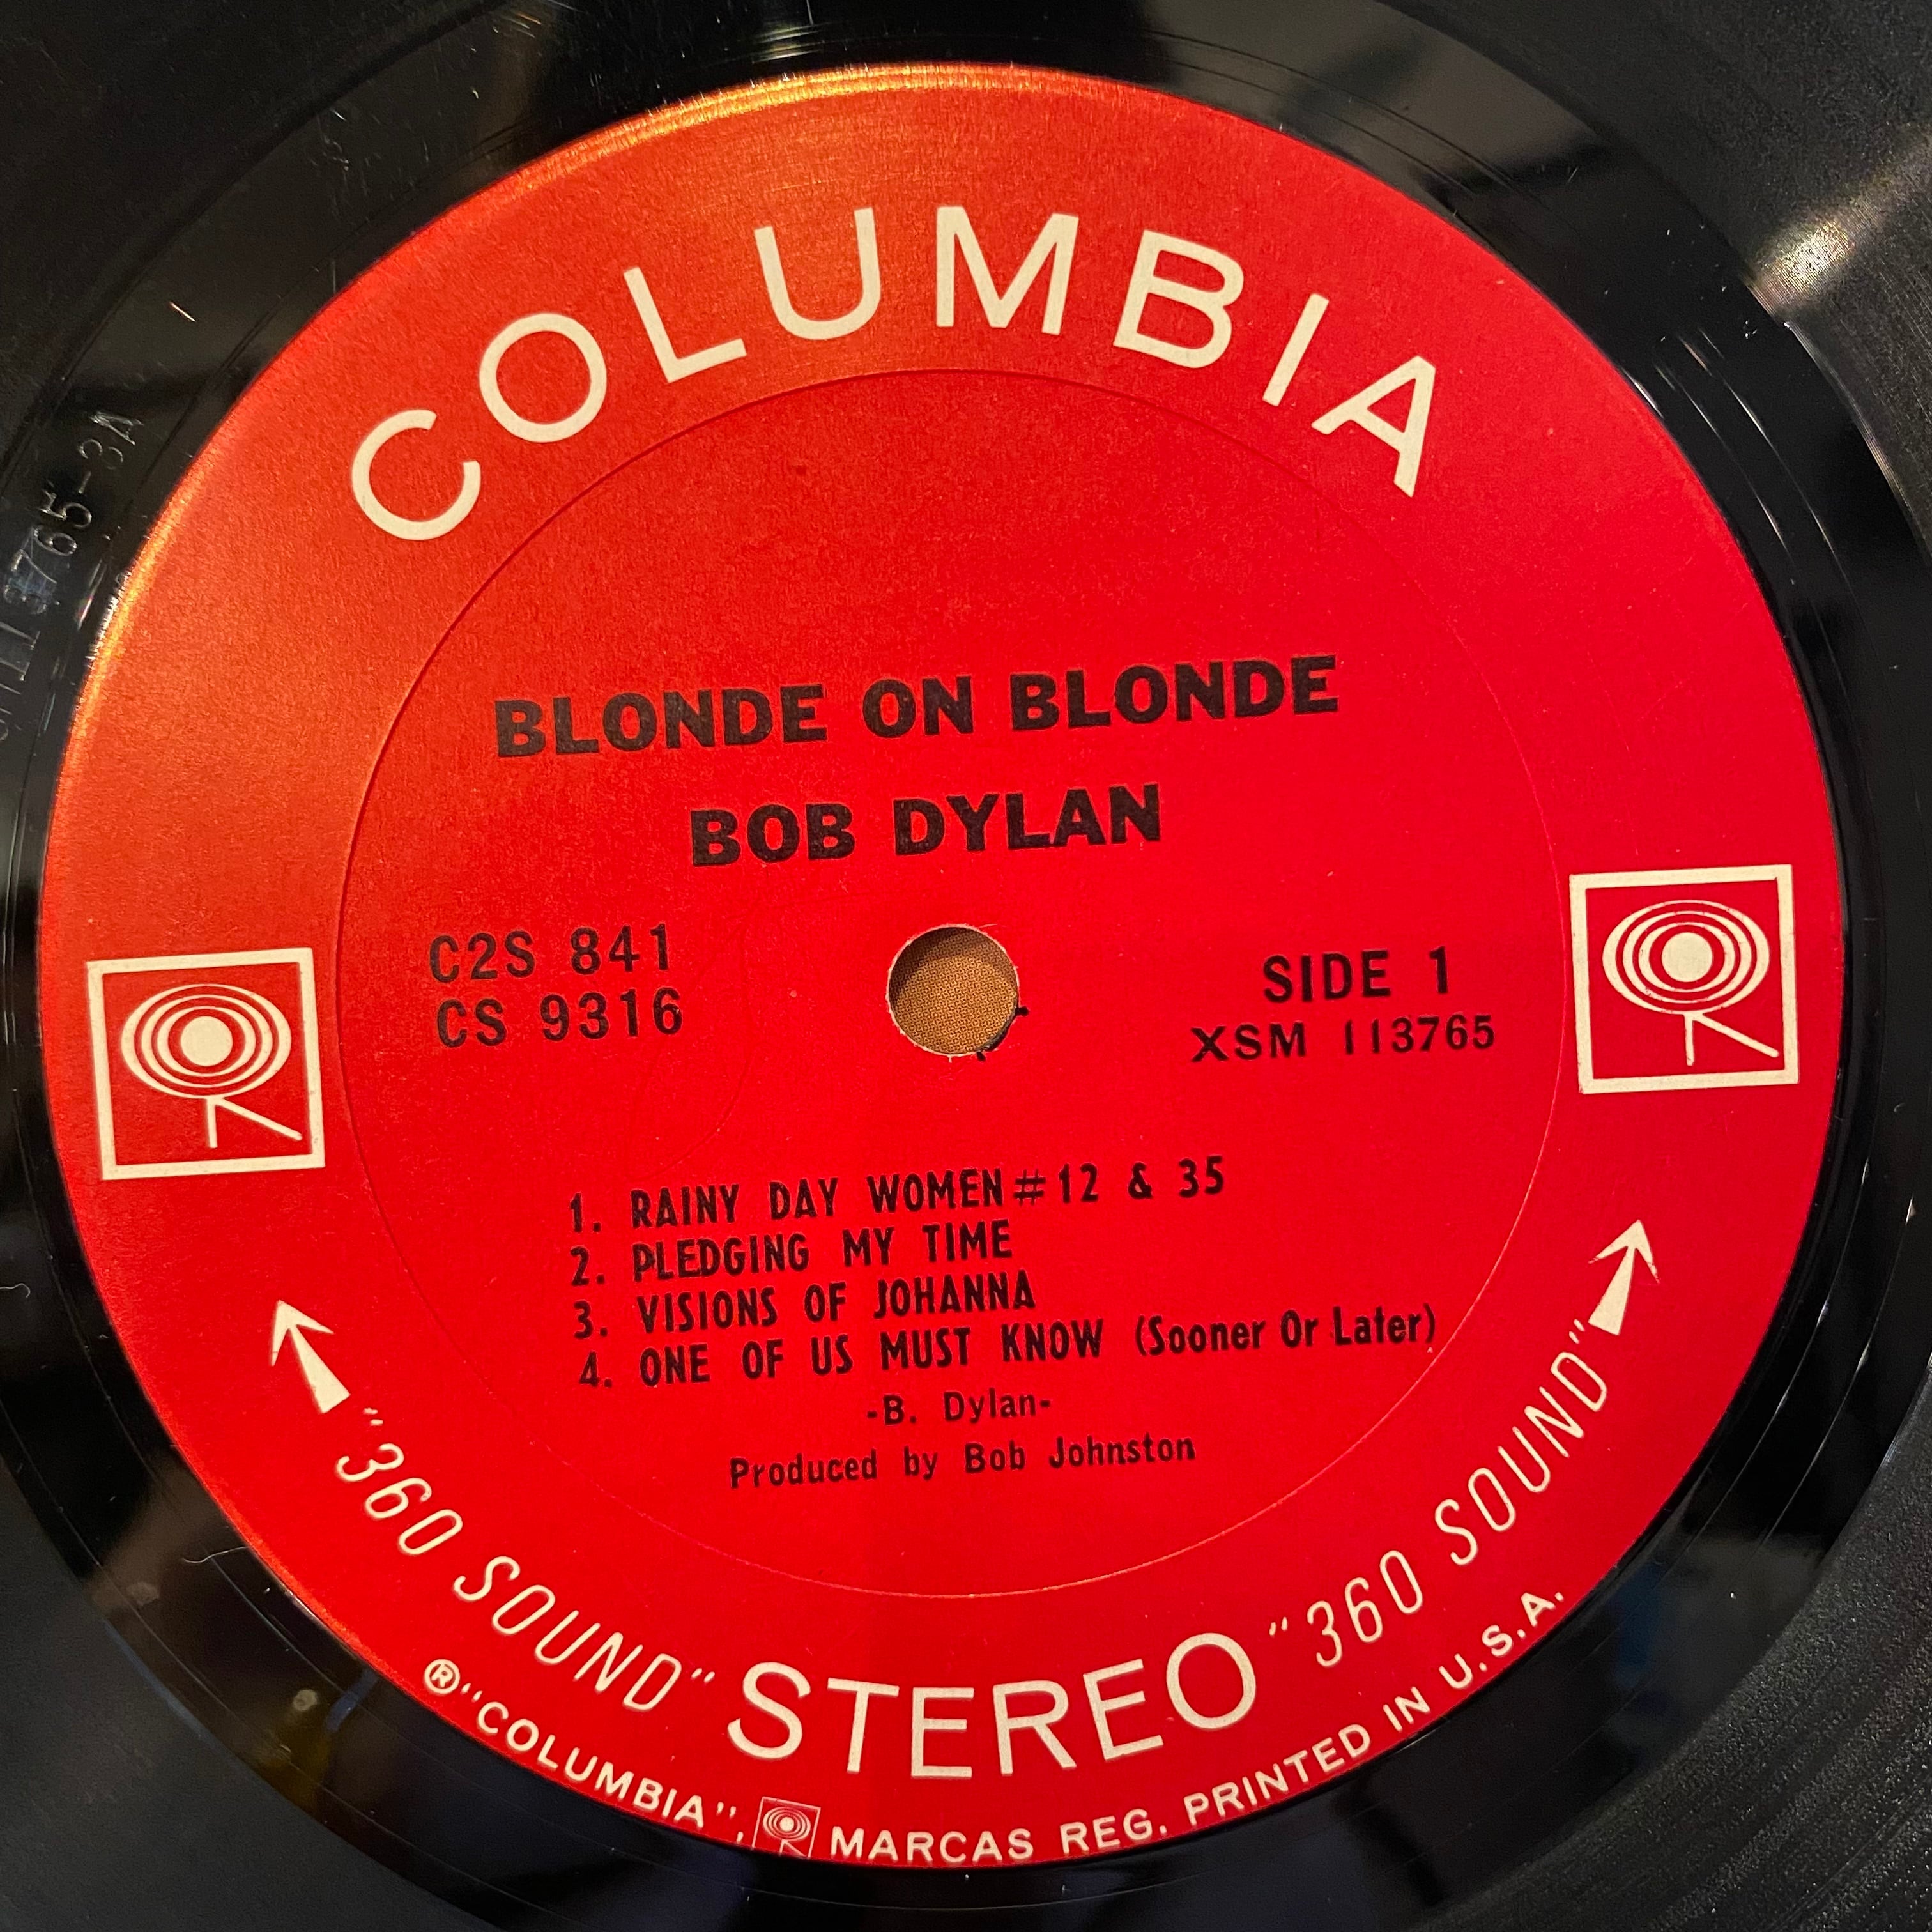 COLUMBIA
BLONDE ON BLONDE
BOB DYLAN
C2S 841
CS 9316
SIDE 1
XSM 113765
1. RAINY DAY WOMEN #12 & 35
2. PLEDGING MY TIME
3. VISIONS OF JOHANNA
4. ONE OF US MUST KNOW (Sooner Or Later)
-B. Dylan-
Produced by Bob Johnston
"360 SOUND" STEREO "360 SOUND"
® "COLUMBIA", MARCAS REG. PRINTED IN U.S.A.